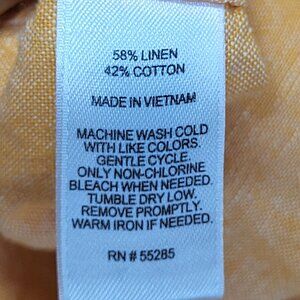 58% LINEN
42% COTTON
MADE IN VIETNAM
MACHINE WASH COLD
WITH LIKE COLORS.
GENTLE CYCLE.
ONLY NON-CHLORINE
BLEACH WHEN NEEDED.
TUMBLE DRY LOW.
REMOVE PROMPTLY.
WARM IRON IF NEEDED.
RN # 55285